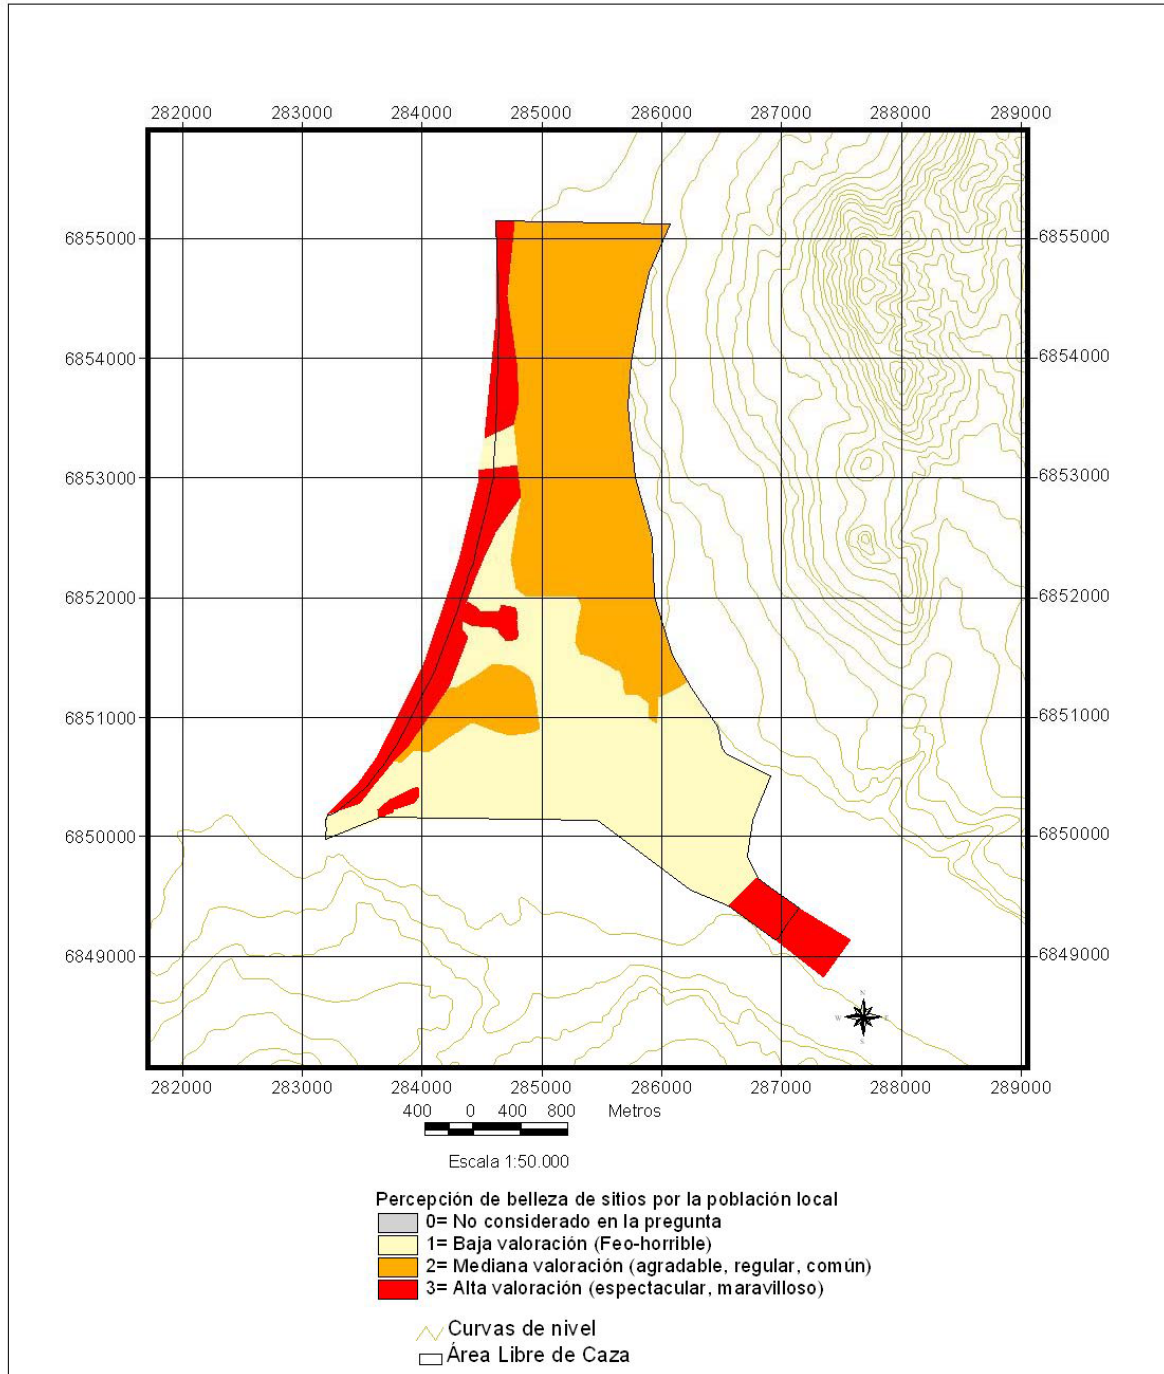 282000 283000 284000 285000 286000 287000 288000 289000
6855000 6855000
6854000 6854000
6853000 6853000
6852000 6852000
6851000 6851000
6850000 6850000
6849000 6849000
N
W E
S
282000 283000 284000 285000 286000 287000 288000 289000
400 0 400 800 Metros
Escala 1:50.000
Percepción de belleza de sitios por la población local
0= No considerado en la pregunta
1= Baja valoración (Feo-horrible)
2= Mediana valoración (agradable, regular, común)
3= Alta valoración (espectacular, maravilloso)
Curvas de nivel
Área Libre de Caza